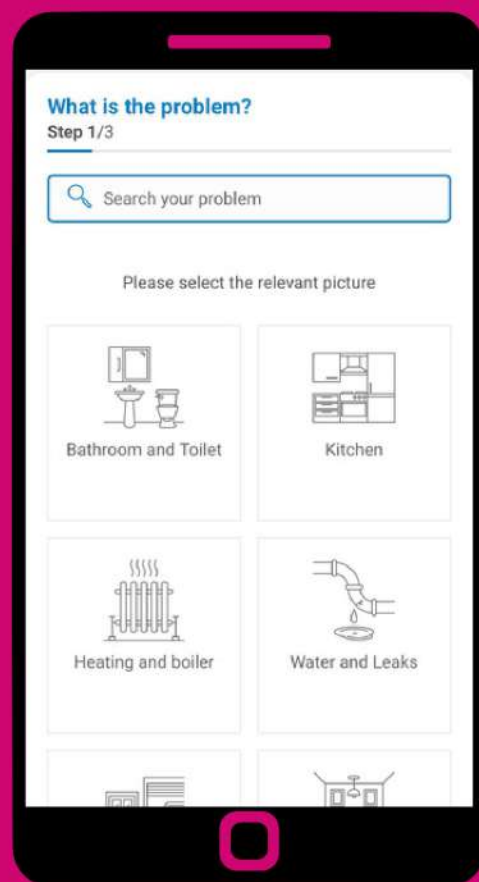 What is the problem?
Step 1/3
Search your problem
Please select the relevant picture
Bathroom and Toilet
Kitchen
Heating and boiler
Water and Leaks